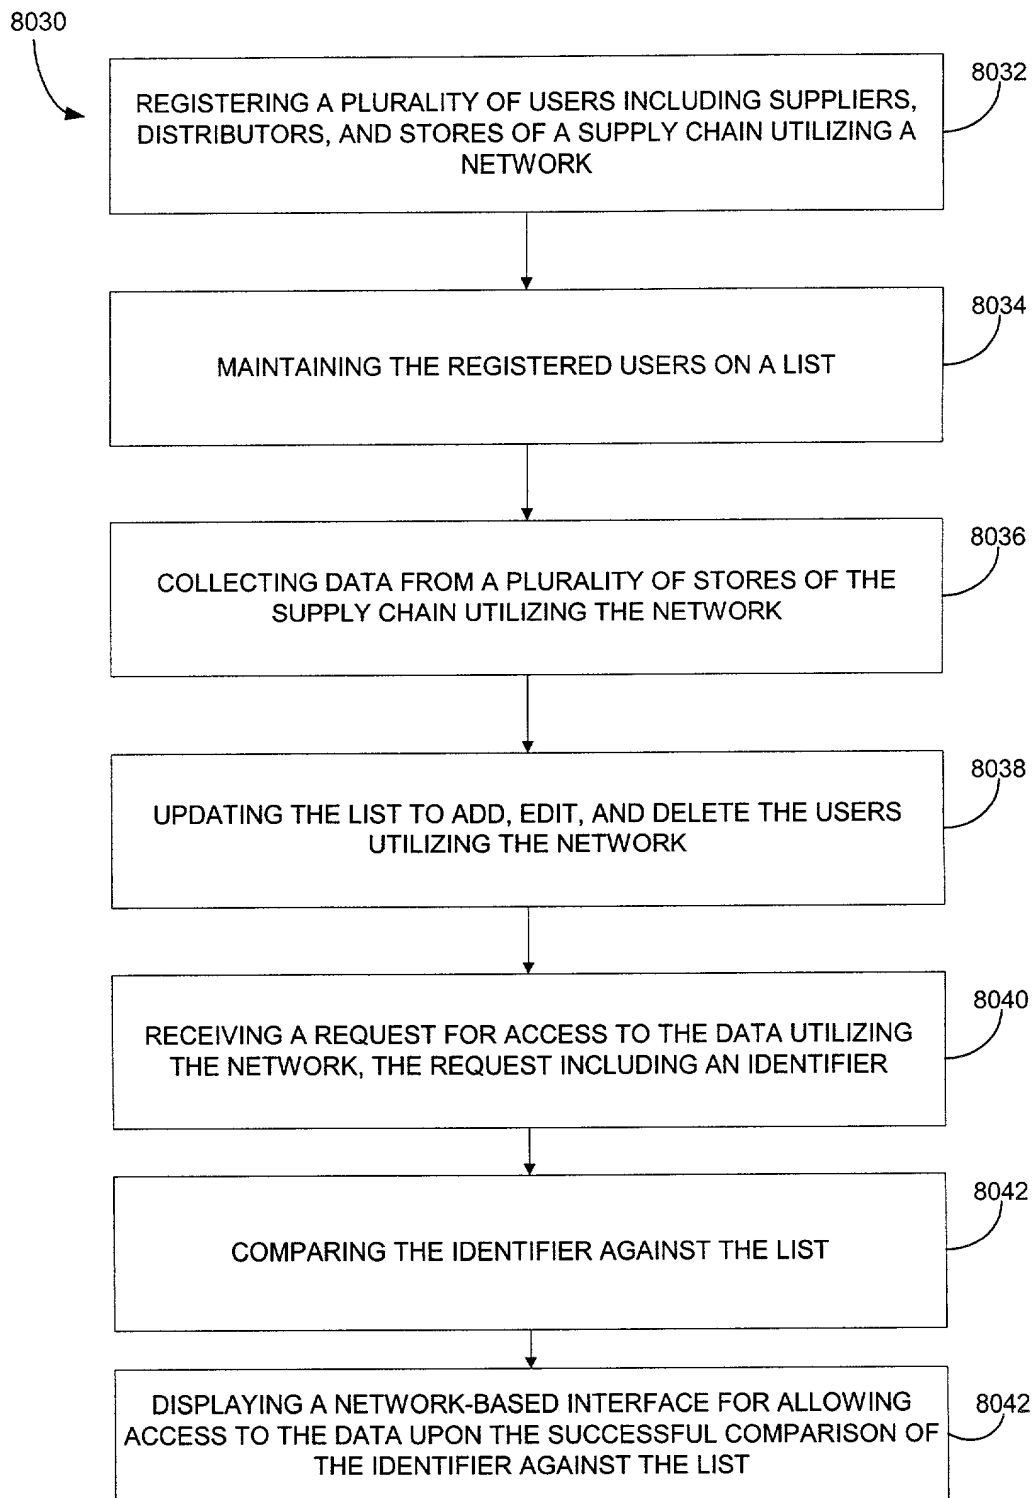 8030
8032
REGISTERING A PLURALITY OF USERS INCLUDING SUPPLIERS,
DISTRIBUTORS, AND STORES OF A SUPPLY CHAIN UTILIZING A
NETWORK
8034
MAINTAINING THE REGISTERED USERS ON A LIST
8036
COLLECTING DATA FROM A PLURALITY OF STORES OF THE
SUPPLY CHAIN UTILIZING THE NETWORK
8038
UPDATING THE LIST TO ADD, EDIT, AND DELETE THE USERS
UTILIZING THE NETWORK
8040
RECEIVING A REQUEST FOR ACCESS TO THE DATA UTILIZING
THE NETWORK, THE REQUEST INCLUDING AN IDENTIFIER
8042
COMPARING THE IDENTIFIER AGAINST THE LIST
8042
DISPLAYING A NETWORK-BASED INTERFACE FOR ALLOWING
ACCESS TO THE DATA UPON THE SUCCESSFUL COMPARISON OF
THE IDENTIFIER AGAINST THE LIST